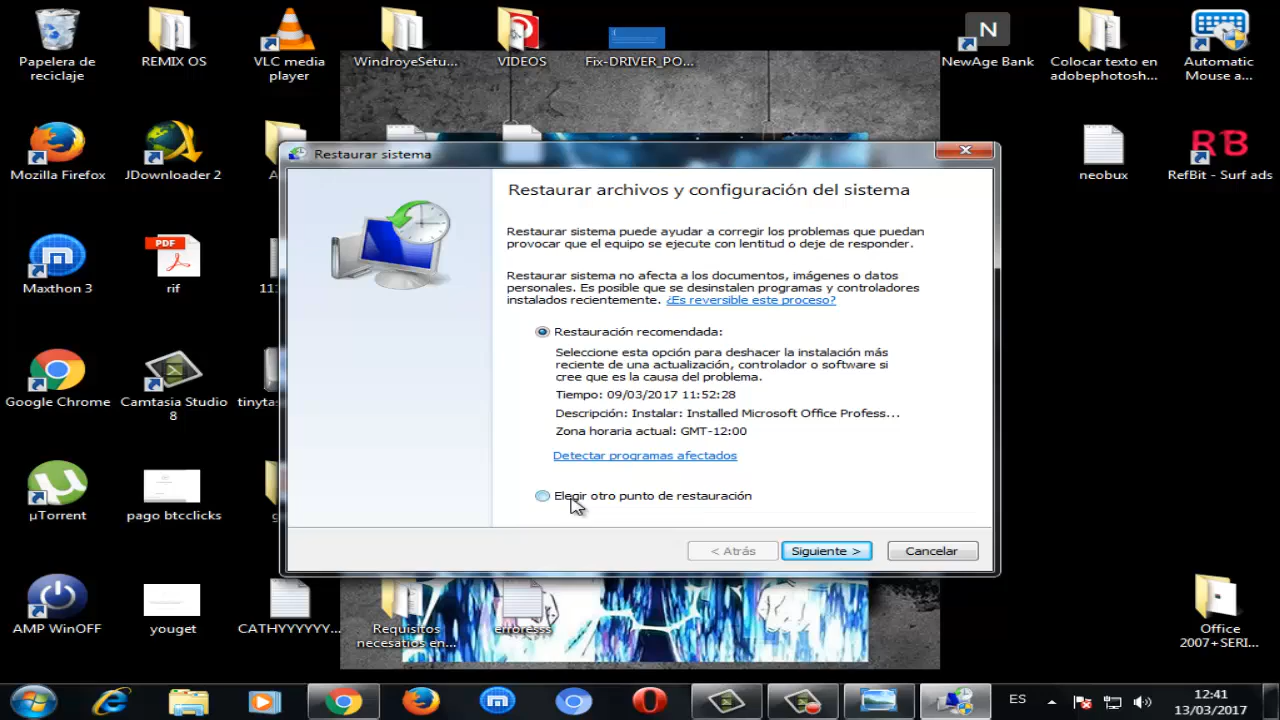 Papelera de
reciclaje
REMIX OS
VLC media
player
WindroyeSetu...
VIDEOS
Fix-DRIVER_PO...
N
NewAge Bank
Colocar texto en
adobephotosh...
Automatic
Mouse a...
Mozilla Firefox
JDownloader 2
neobux
RB
RefBit - Surf ads
Restaurar sistema
Restaurar archivos y configuración del sistema
Restaurar sistema puede ayudar a corregir los problemas que puedan
provocar que el equipo se ejecute con lentitud o deje de responder.
Restaurar sistema no afecta a los documentos, imágenes o datos
personales. Es posible que se desinstalen programas y controladores
instalados recientemente. ¿Es reversible este proceso?
Restauración recomendada:
Seleccione esta opción para deshacer la instalación más
reciente de una actualización, controlador o software si
cree que es la causa del problema.
Tiempo: 09/03/2017 11:52:28
Descripción: Instalar: Installed Microsoft Office Profess...
Zona horaria actual: GMT-12:00
Detectar programas afectados
Elegir otro punto de restauración
< Atrás
Siguiente >
Cancelar
Maxthon 3
PDF
rif
Google Chrome
Camtasia Studio
8
tinytas
µTorrent
pago btcclicks
AMP WinOFF
youget
CATHYYYYYY...
Requisitos
necesatios en...
erroresss
Office
2007+SERI...
ES
12:41
13/03/2017